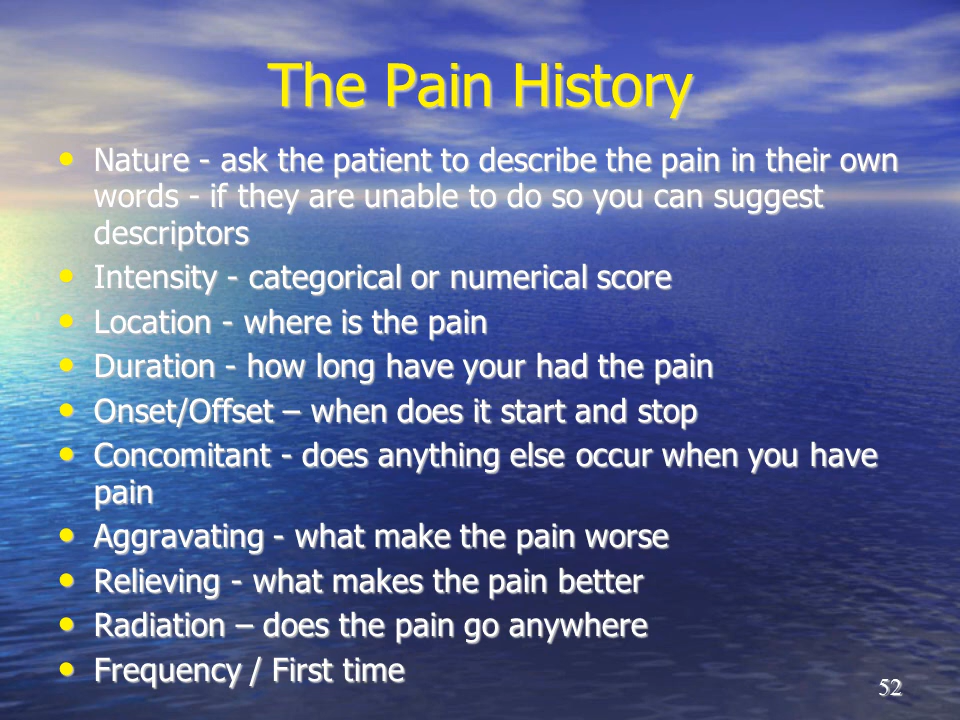 The Pain History
• Nature - ask the patient to describe the pain in their own
words - if they are unable to do so you can suggest
descriptors
• Intensity - categorical or numerical score
• Location - where is the pain
• Duration - how long have your had the pain
• Onset/Offset – when does it start and stop
• Concomitant - does anything else occur when you have
pain
• Aggravating - what make the pain worse
• Relieving - what makes the pain better
• Radiation – does the pain go anywhere
• Frequency / First time
52